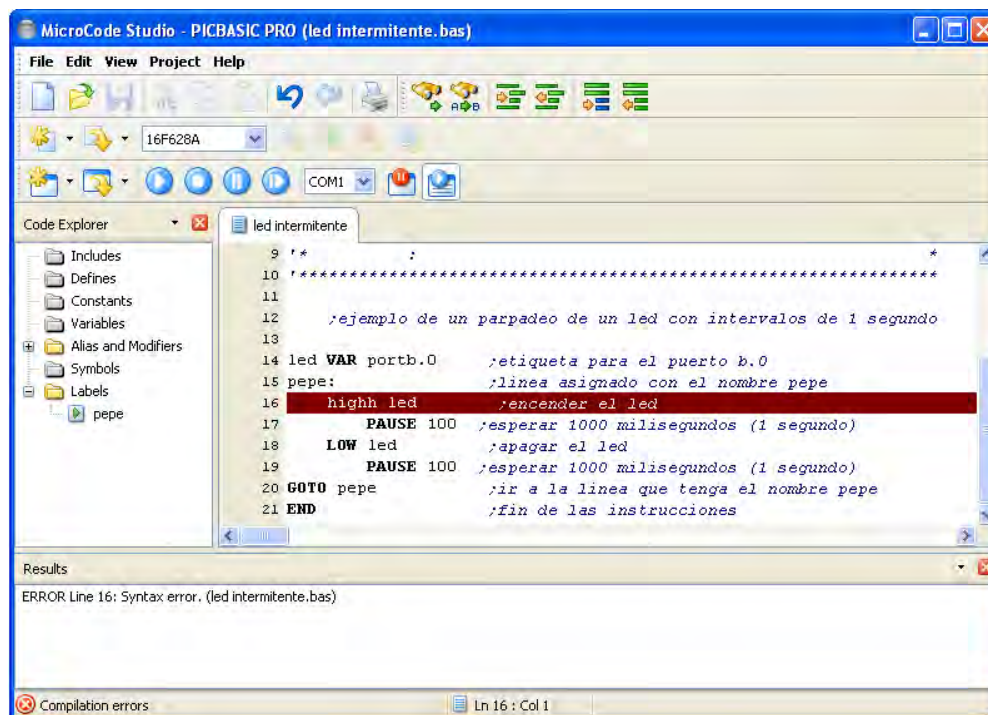 MicroCode Studio - PICBASIC PRO (led intermitente.bas)
File Edit View Project Help
A B
16F628A
COM1
Code Explorer
led intermitente
Includes
Defines
Constants
Variables
Alias and Modifiers
Symbols
Labels
pepe
9 '* : *
10 '*******************************************************************
11
12 ;ejemplo de un parpadeo de un led con intervalos de 1 segundo
13
14 led VAR portb.0 ;etiqueta para el puerto b.0
15 pepe: ;linea asignado con el nombre pepe
16 highh led ;encender el led
17 PAUSE 100 ;esperar 1000 milisegundos (1 segundo)
18 LOW led ;apagar el led
19 PAUSE 100 ;esperar 1000 milisegundos (1 segundo)
20 GOTO pepe ;ir a la linea que tenga el nombre pepe
21 END ;fin de las instrucciones
Results
ERROR Line 16: Syntax error. (led intermitente.bas)
Compilation errors
Ln 16 : Col 1